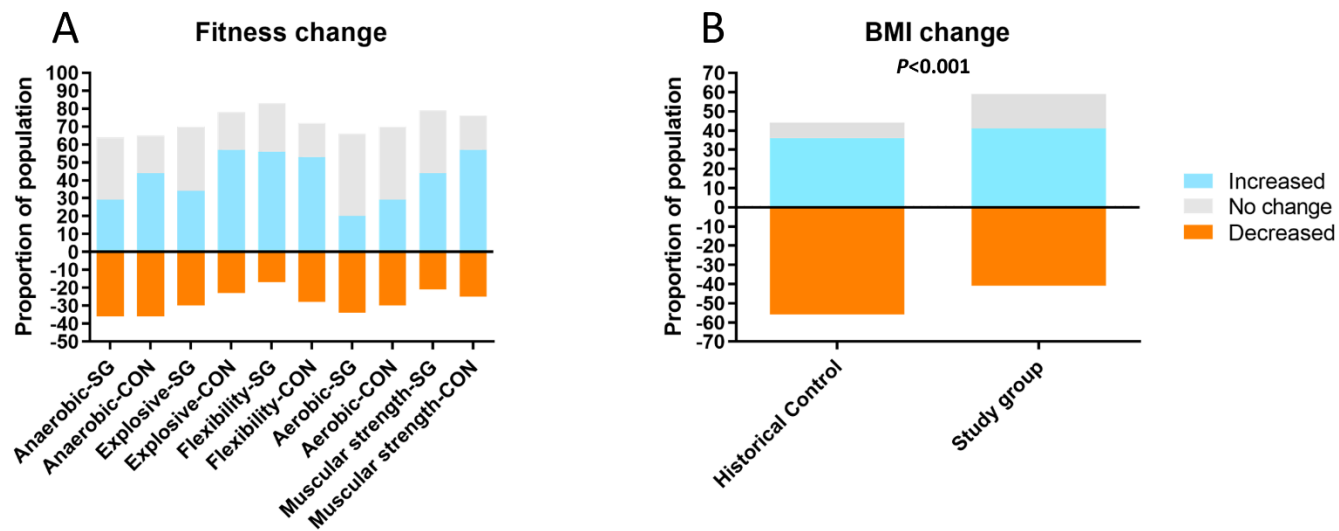 A
Fitness change
Proportion of population
100
90
80
70
60
50
40
30
20
10
0
-10
-20
-30
-40
-50
Anaerobic-SG
Anaerobic-CON
Explosive-SG
Explosive-CON
Flexibility-SG
Flexibility-CON
Aerobic-SG
Aerobic-CON
Muscular strength-SG
Muscular strength-CON
B
BMI change
P<0.001
Proportion of population
70
60
50
40
30
20
10
0
-10
-20
-30
-40
-50
-60
-70
Historical Control
Study group
Increased
No change
Decreased